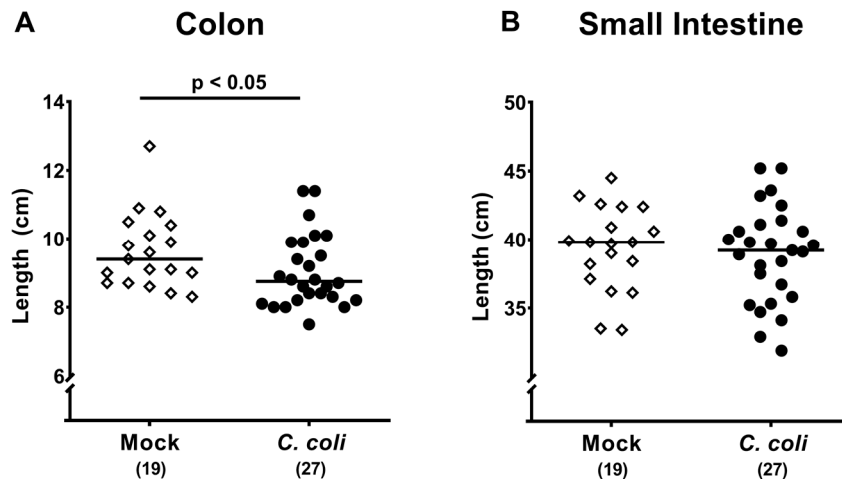 A
Colon
p < 0.05
Length (cm)
14
12
10
8
6
Mock
(19)
C. coli
(27)
B
Small Intestine
Length (cm)
50
45
40
35
30
Mock
(19)
C. coli
(27)